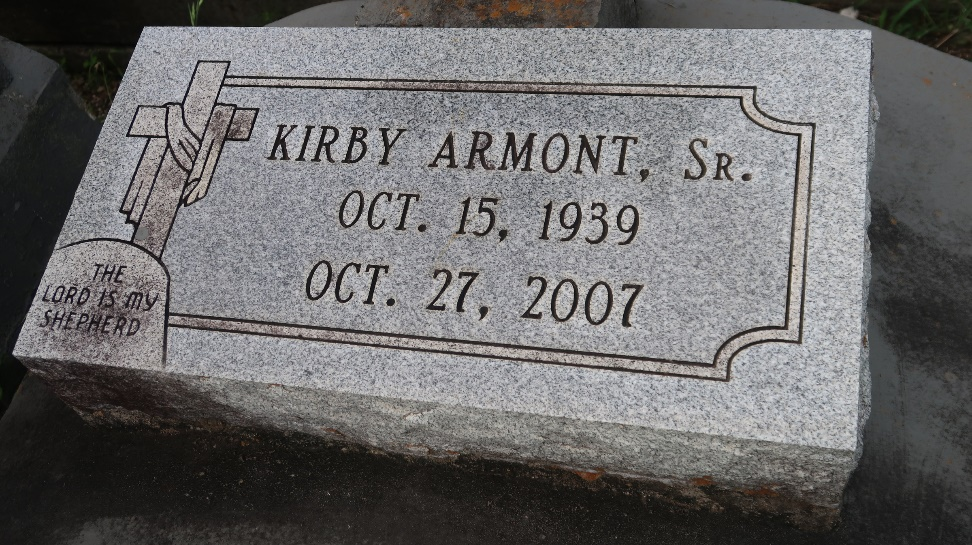 KIRBY ARMONT, SR.
OCT. 15, 1939
OCT. 27, 2007
THE
LORD IS MY
SHEPHERD